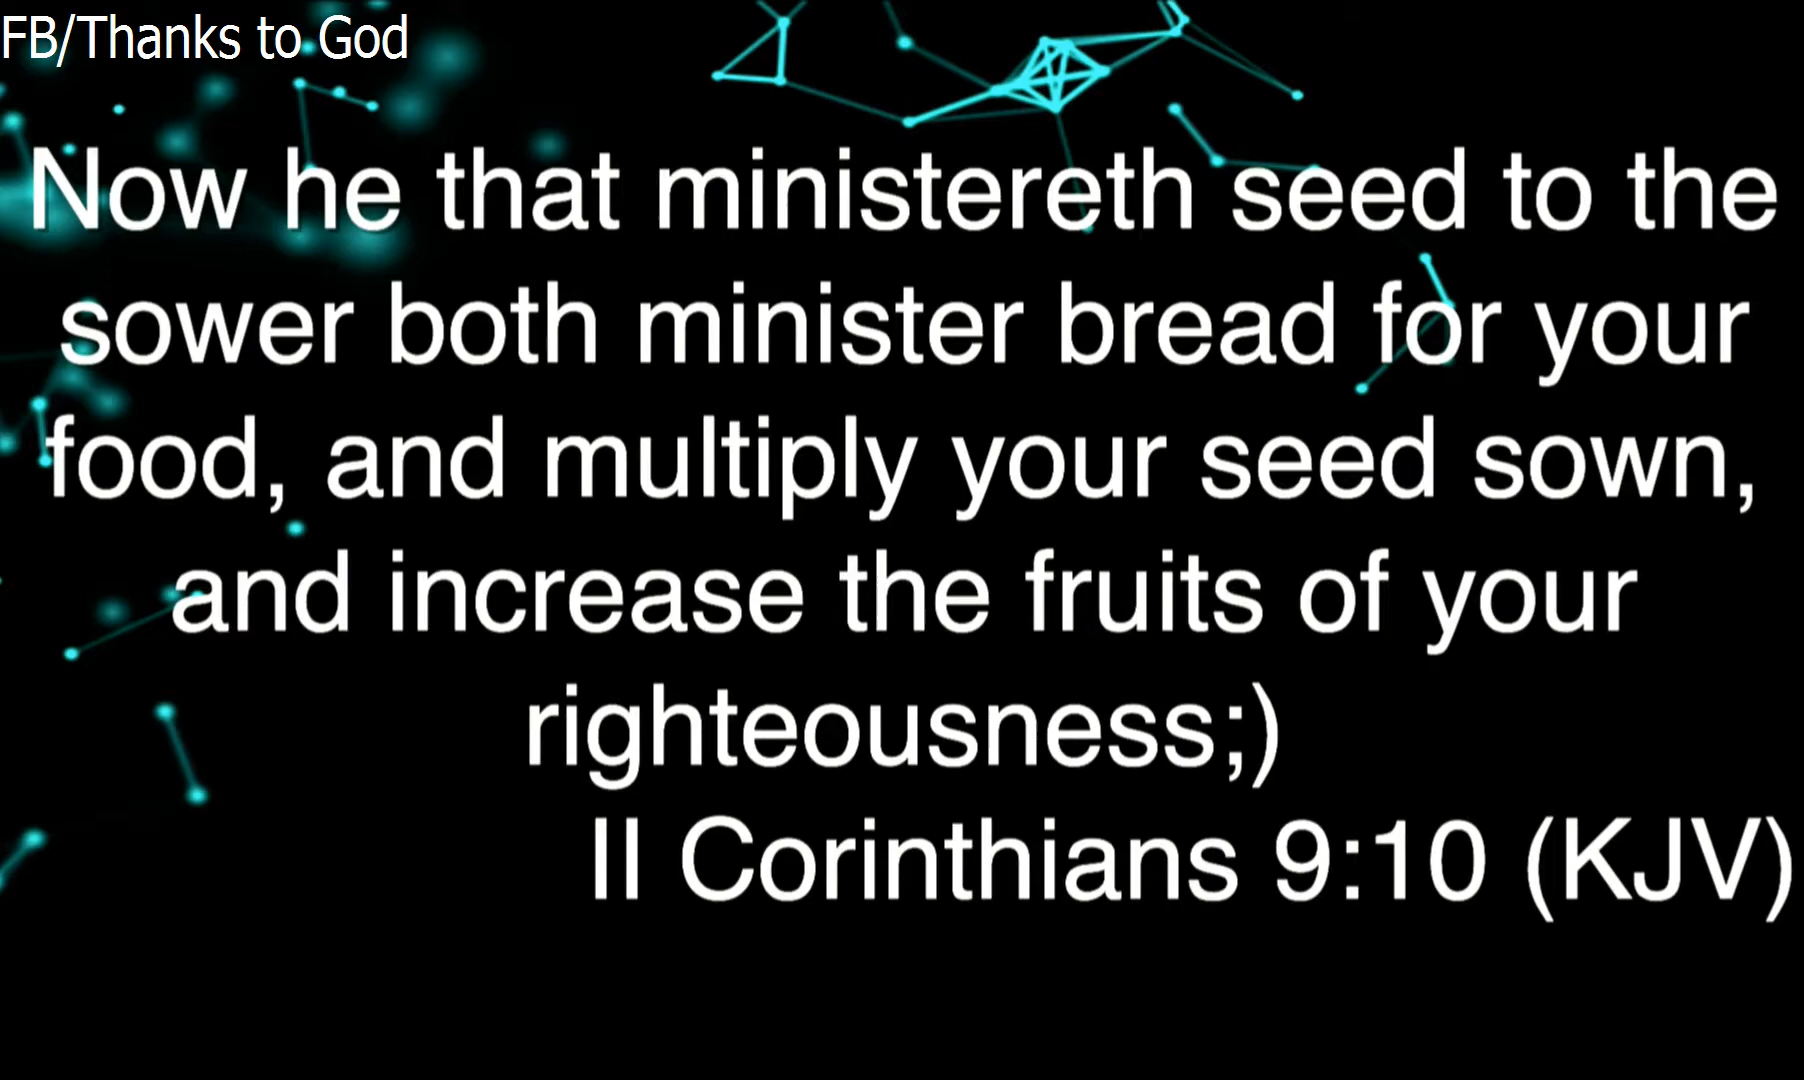 FB/Thanks to God
Now he that ministereth seed to the
sower both minister bread for your
food, and multiply your seed sown,
and increase the fruits of your
righteousness;)
II Corinthians 9:10 (KJV)